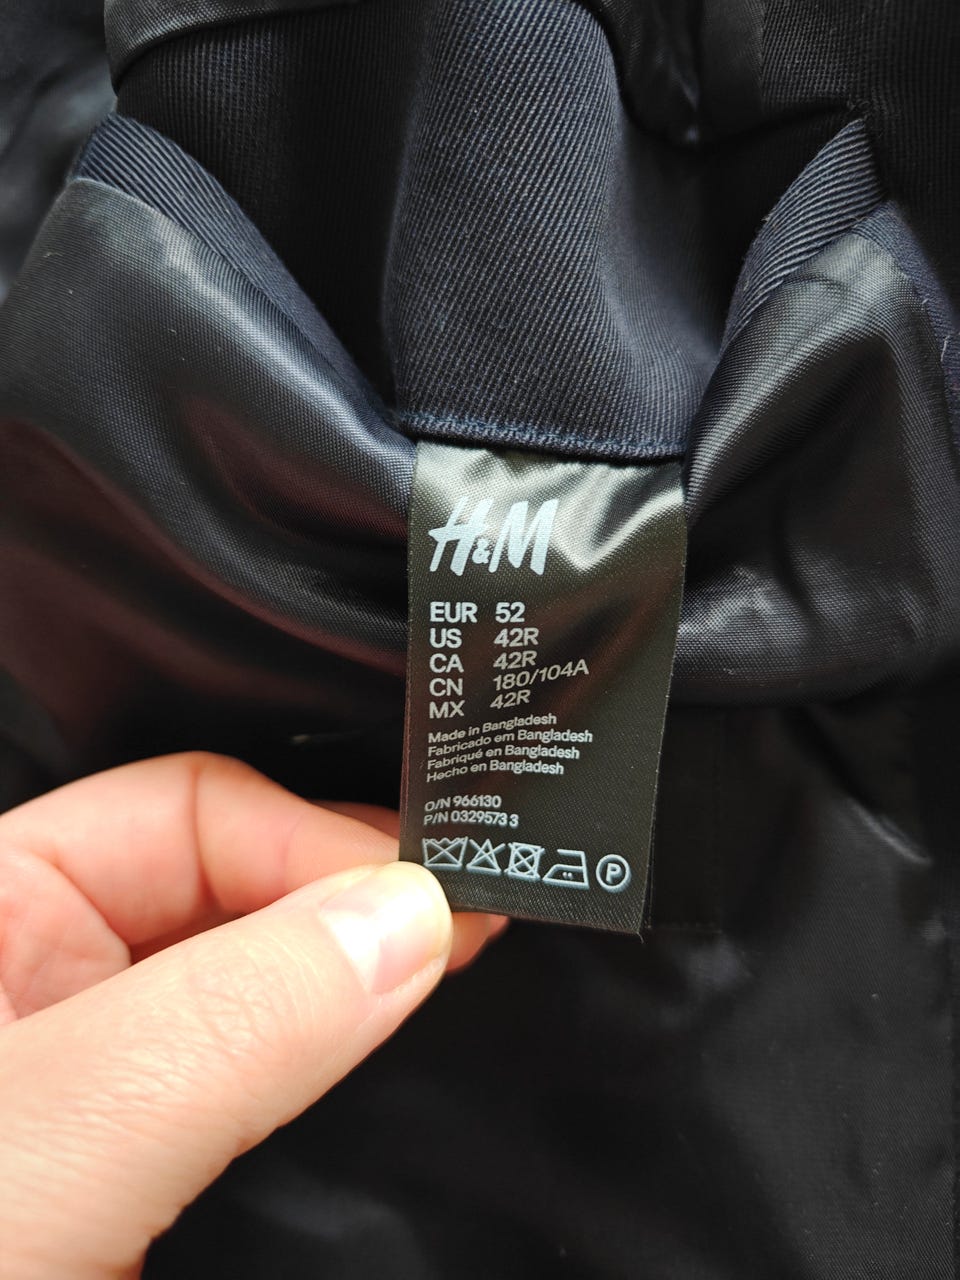 H&M
EUR 52
US 42R
CA 42R
CN 180/104A
MX 42R
Made in Bangladesh
Fabricado em Bangladesh
Fabriqué en Bangladesh
Hecho en Bangladesh
O/N 966130
P/N 0329573 3
P